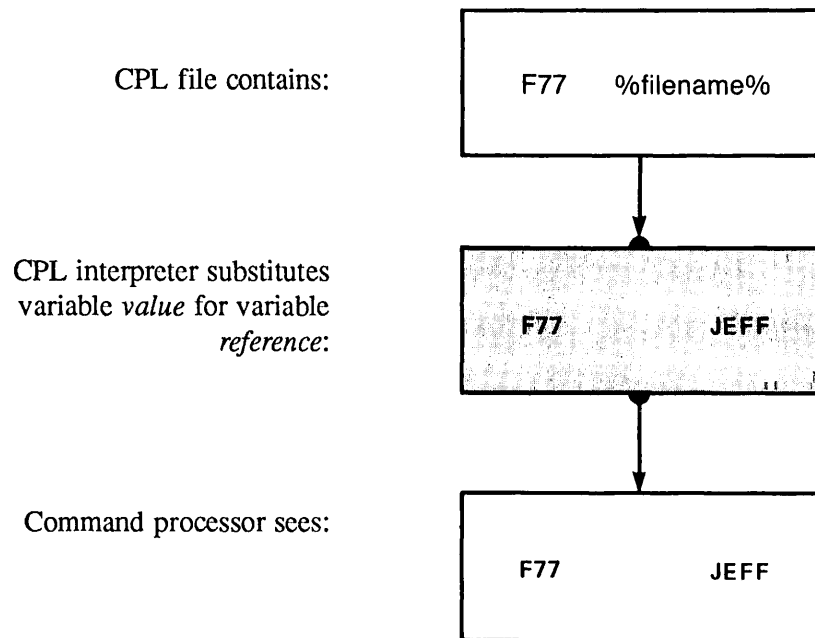 CPL file contains:
F77 %filename%
CPL interpreter substitutes
variable value for variable
reference:
F77 JEFF
Command processor sees:
F77 JEFF